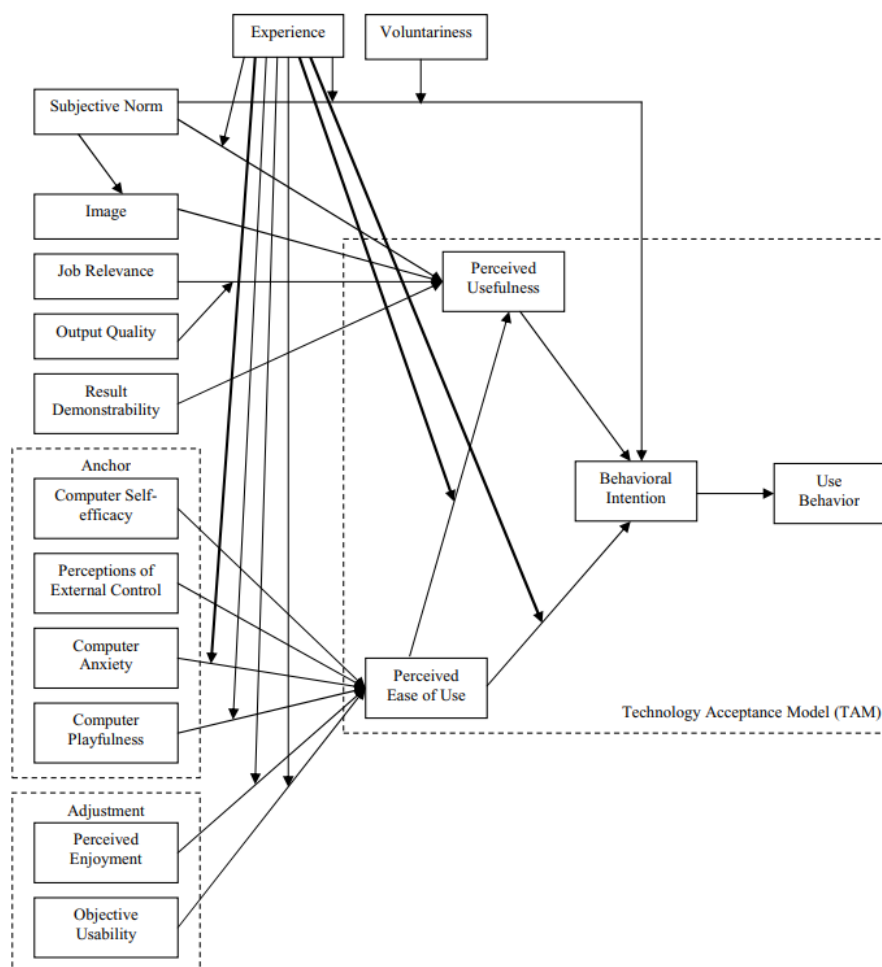 Experience
Voluntariness
Subjective Norm
Image
Job Relevance
Output Quality
Result
Demonstrability
Anchor
Computer Self-
efficacy
Perceptions of
External Control
Computer
Anxiety
Computer
Playfulness
Adjustment
Perceived
Enjoyment
Objective
Usability
Perceived
Usefulness
Perceived
Ease of Use
Behavioral
Intention
Use
Behavior
Technology Acceptance Model (TAM)